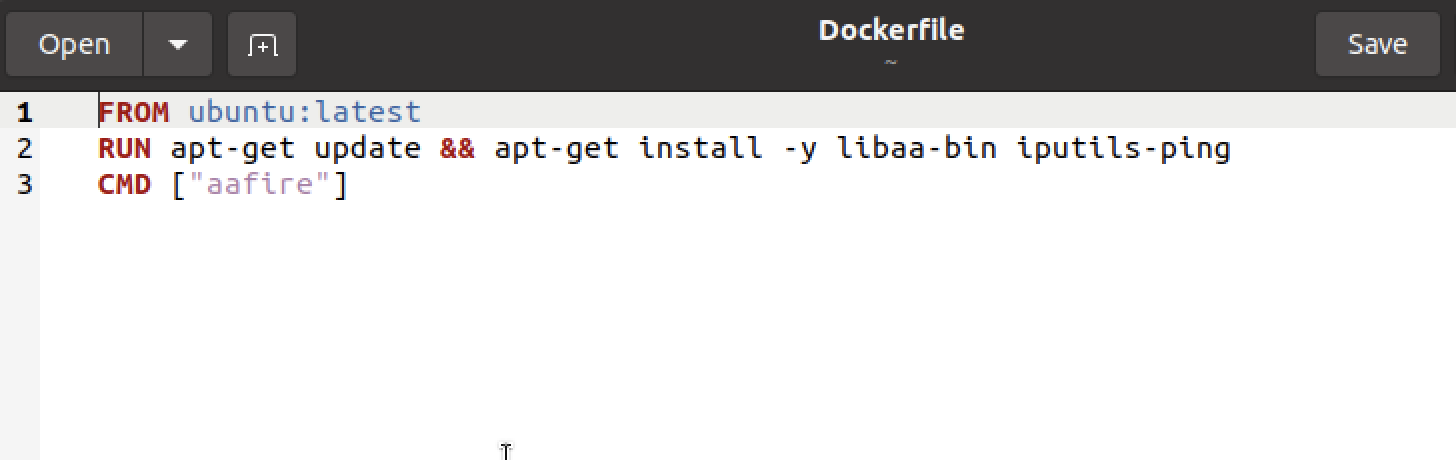 Open
Dockerfile
~
Save
1 FROM ubuntu:latest
2 RUN apt-get update && apt-get install -y libaa-bin iputils-ping
3 CMD ["aafire"]